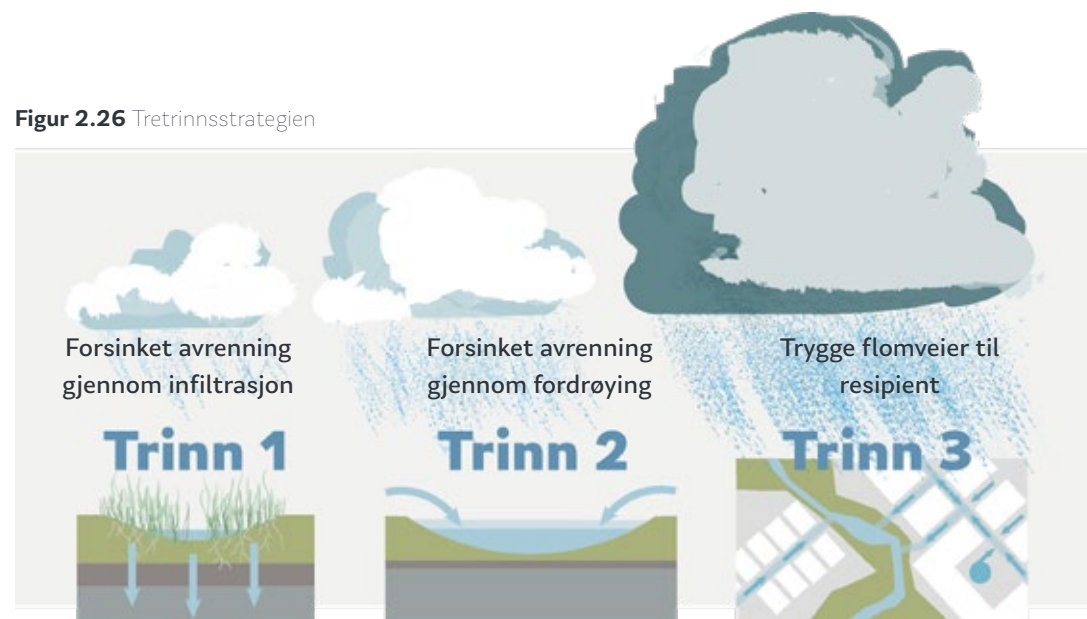 Figur 2.26 Tretrinnsstrategien
Forsinket avrenning
gjennom infiltrasjon
Trinn 1
Forsinket avrenning
gjennom fordrøying
Trinn 2
Trygge flomveier til
resipient
Trinn 3